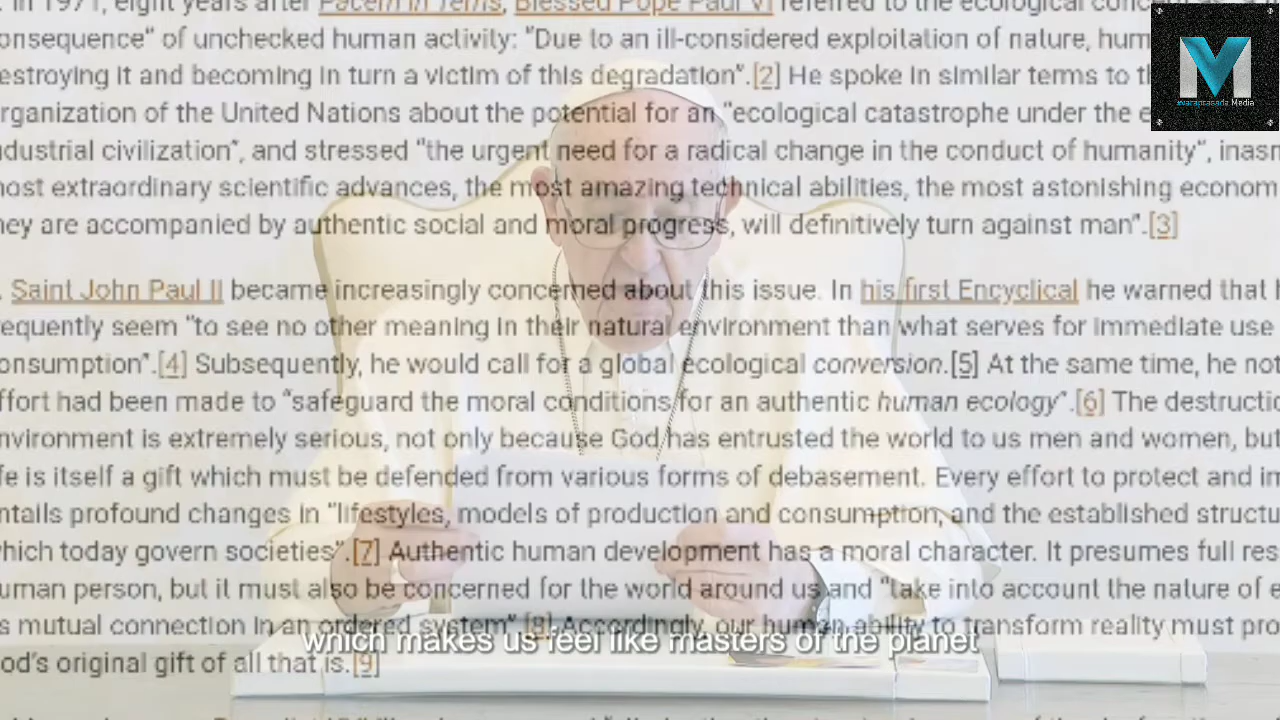 . In 1971, eight years after Pacem in Terris, Blessed Pope Paul VI referred to the ecological concern as "a
onsequence" of unchecked human activity: "Due to an ill-considered exploitation of nature, hum
estroying it and becoming in turn a victim of this degradation".[2] He spoke in similar terms to t
rganization of the United Nations about the potential for an "ecological catastrophe under the e
ndustrial civilization", and stressed "the urgent need for a radical change in the conduct of humanity", inasm
nost extraordinary scientific advances, the most amazing technical abilities, the most astonishing econom
hey are accompanied by authentic social and moral progress, will definitively turn against man".[3]
. Saint John Paul II became increasingly concerned about this issue. In his first Encyclical he warned that h
requently seem "to see no other meaning in their natural environment than what serves for immediate use
onsumption".[4] Subsequently, he would call for a global ecological conversion.[5] At the same time, he not
ffort had been made to "safeguard the moral conditions for an authentic human ecology".[6] The destructio
nvironment is extremely serious, not only because God has entrusted the world to us men and women, but
fe is itself a gift which must be defended from various forms of debasement. Every effort to protect and im
ntails profound changes in "lifestyles, models of production and consumption, and the established structu
which today govern societies".[7] Authentic human development has a moral character. It presumes full res
uman person, but it must also be concerned for the world around us and "take into account the nature of e
s mutual connection in an ordered system".[8] Accordingly, our human ability to transform reality must pro
od's original gift of all that is.[9]
which makes us feel like masters of the planet
M
#varaprasada Media